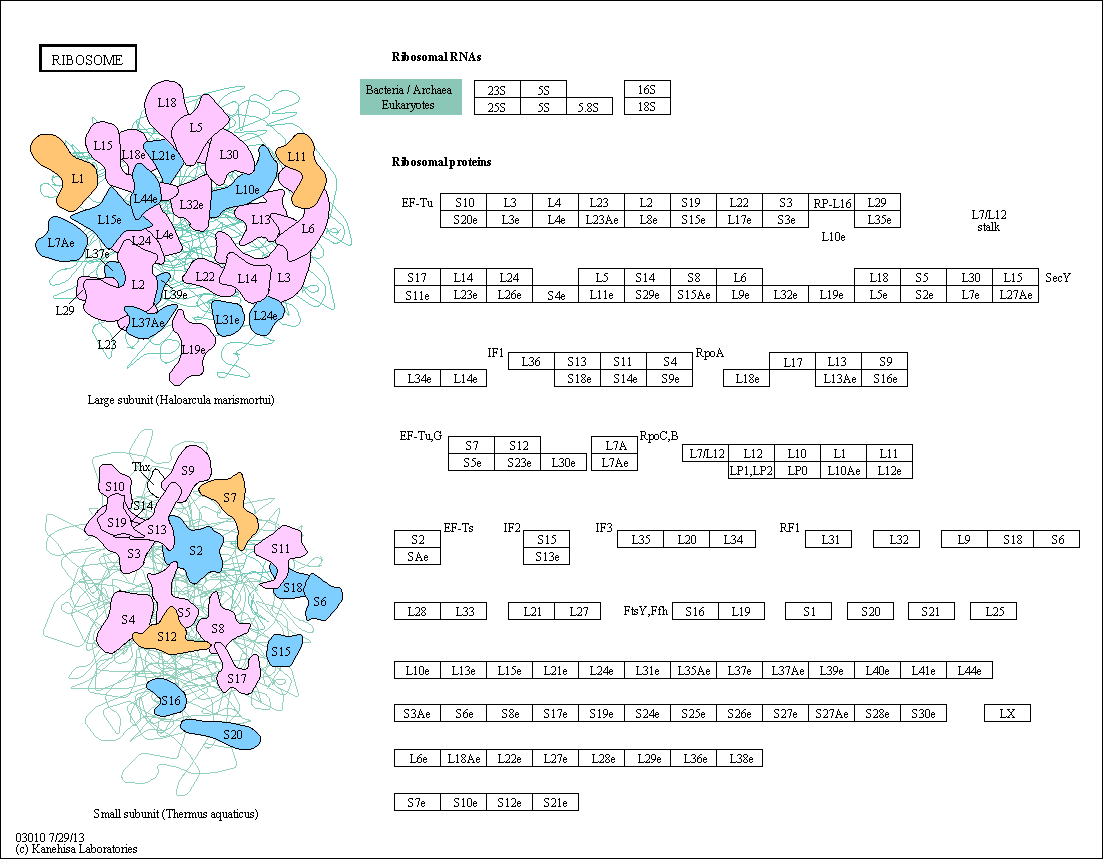 RIBOSOME
Ribosomal RNAs
Bacteria / Archaea 23S 5S 16S
Eukaryotes 25S 5S 5.8S 18S
Ribosomal proteins
EF-Tu S10 L3 L4 L23 L2 S19 L22 S3 RP-L16 L29
S20e L3e L4e L23Ae L8e S15e L17e S3e L35e
L10e
L7/L12
stalk
S17 L14 L24 L5 S14 S8 L6 L18 S5 L30 L15 SecY
S11e L23e L26e S4e L11e S29e S15Ae L9e L32e L19e L5e S2e L7e L27Ae
IF1 L36 S13 S11 S4 RpoA L17 L13 S9
L34e L14e S18e S14e S9e L18e L13Ae S16e
EF-Tu,G S7 S12 L7A RpoC,B L7/L12 L12 L10 L1 L11
S5e S23e L30e L7Ae LP1,LP2 LP0 L10Ae L12e
S2 EF-Ts IF2 S15 IF3 L35 L20 L34 RF1 L31 L32 L9 S18 S6
SAe S13e
L28 L33 L21 L27 FtsY,Ffh S16 L19 S1 S20 S21 L25
L10e L13e L15e L21e L24e L31e L35Ae L37e L37Ae L39e L40e L41e L44e
S3Ae S6e S8e S17e S19e S24e S25e S26e S27e S27Ae S28e S30e LX
L6e L18Ae L22e L27e L28e L29e L36e L38e
S7e S10e S12e S21e
L18
L5
L15
L18e
L21e
L30
L11
L1
L44e
L10e
L32e
L15e
L13
L6
L7Ae
L24
L4e
L37e
L22
L14
L3
L2
L39e
L29
L37Ae
L31e
L24e
L23
L19e
Large subunit (Haloarcula marismortui)
Thx
S9
S10
S7
S14
S19
S13
S3
S2
S11
S18
S6
S4
S5
S8
S12
S15
S17
S16
S20
Small subunit (Thermus aquaticus)
03010 7/29/13
(c) Kanehisa Laboratories